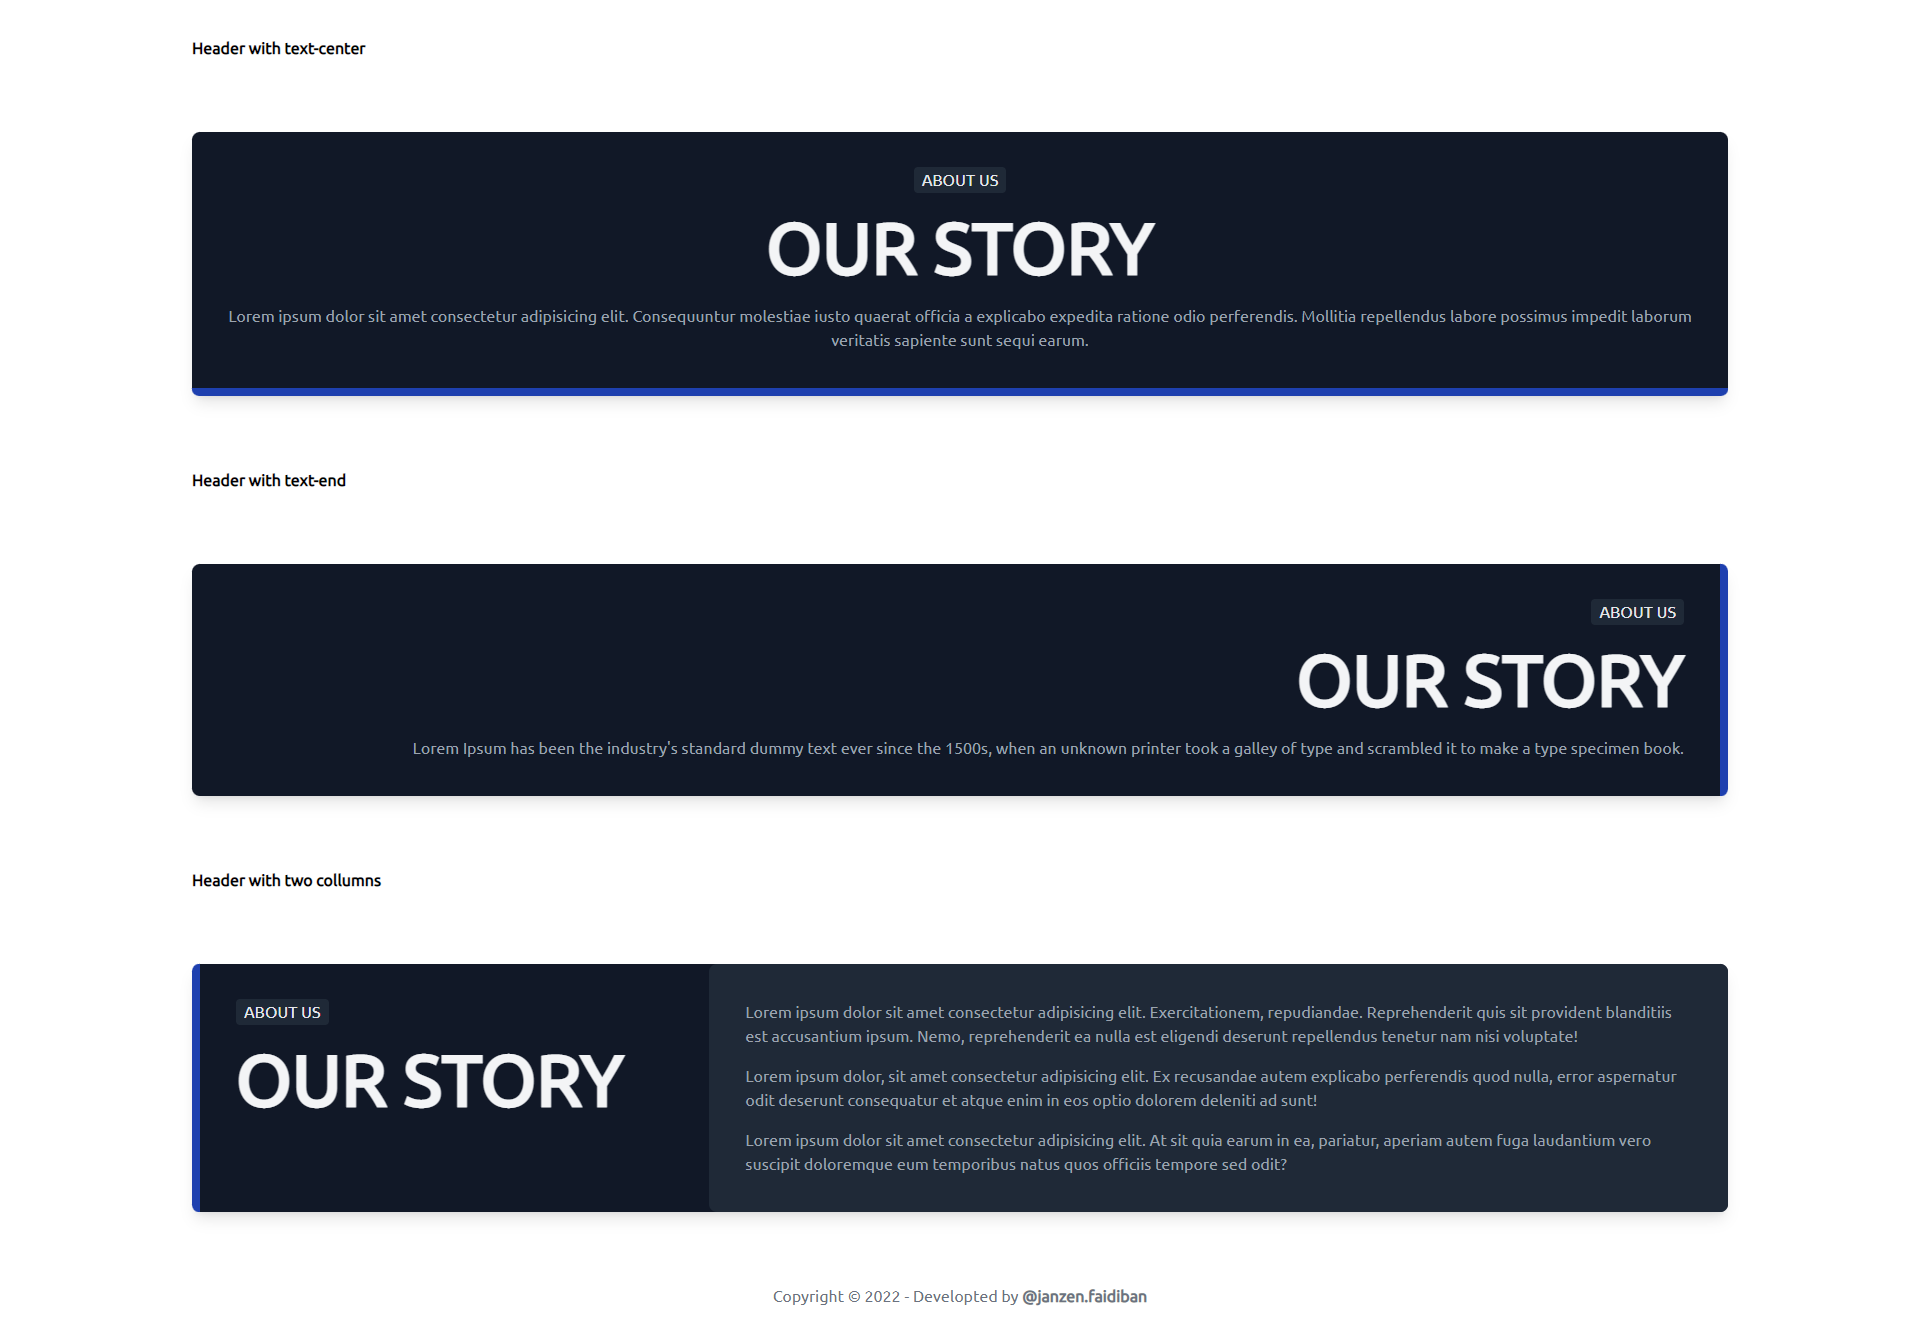 Header with text-center
ABOUT US
OUR STORY
Lorem ipsum dolor sit amet consectetur adipisicing elit. Consequuntur molestiae iusto quaerat officia a explicabo expedita ratione odio perferendis. Mollitia repellendus labore possimus impedit laborum
veritatis sapiente sunt sequi earum.
Header with text-end
ABOUT US
OUR STORY
Lorem Ipsum has been the industry's standard dummy text ever since the 1500s, when an unknown printer took a galley of type and scrambled it to make a type specimen book.
Header with two collumns
ABOUT US
OUR STORY
Lorem ipsum dolor sit amet consectetur adipisicing elit. Exercitationem, repudiandae. Reprehenderit quis sit provident blanditiis
est accusantium ipsum. Nemo, reprehenderit ea nulla est eligendi deserunt repellendus tenetur nam nisi voluptate!
Lorem ipsum dolor, sit amet consectetur adipisicing elit. Ex recusandae autem explicabo perferendis quod nulla, error aspernatur
odit deserunt consequatur et atque enim in eos optio dolorem deleniti ad sunt!
Lorem ipsum dolor sit amet consectetur adipisicing elit. At sit quia earum in ea, pariatur, aperiam autem fuga laudantium vero
suscipit doloremque eum temporibus natus quos officiis tempore sed odit?
Copyright © 2022 - Developted by @janzen.faidiban